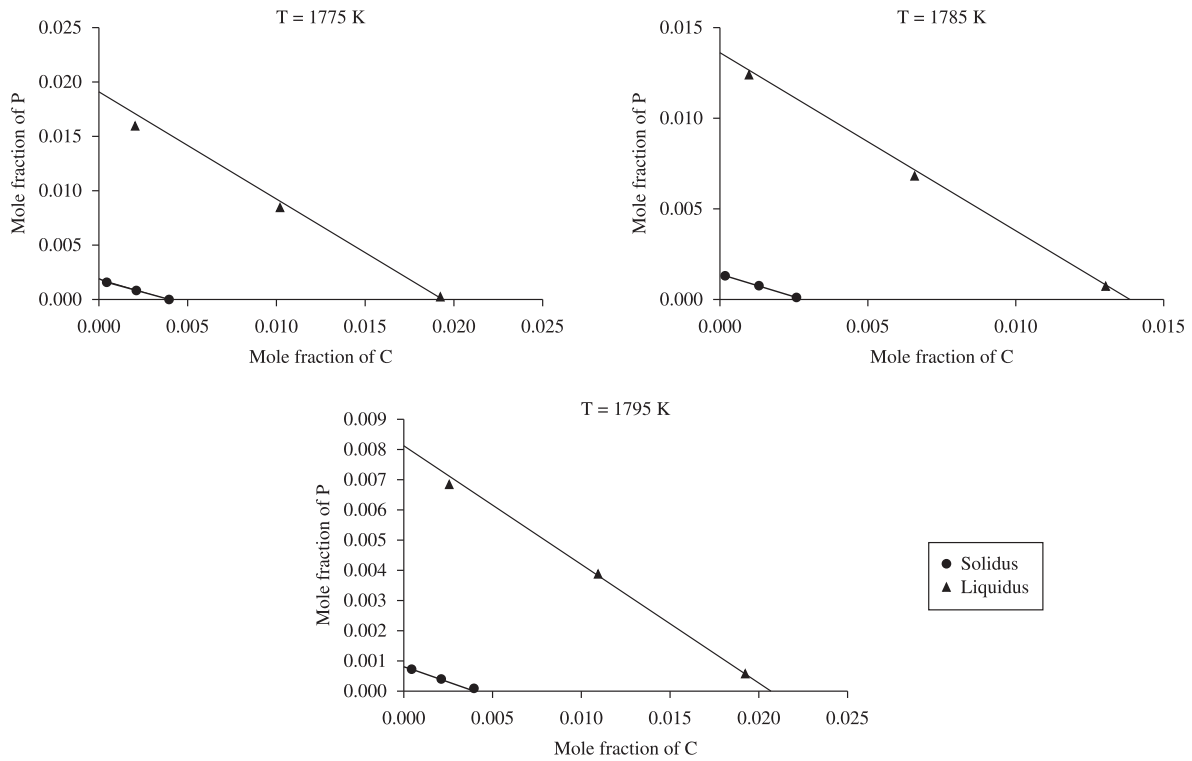 T = 1775 K
0.025
0.020
0.015
0.010
0.005
0.000
Mole fraction of P
0.000 0.005 0.010 0.015 0.020 0.025
Mole fraction of C
T = 1785 K
0.015
0.010
0.005
0.000
Mole fraction of P
0.000 0.005 0.010 0.015
Mole fraction of C
T = 1795 K
0.009
0.008
0.007
0.006
0.005
0.004
0.003
0.002
0.001
0.000
Mole fraction of P
0.000 0.005 0.010 0.015 0.020 0.025
Mole fraction of C
Solidus
Liquidus